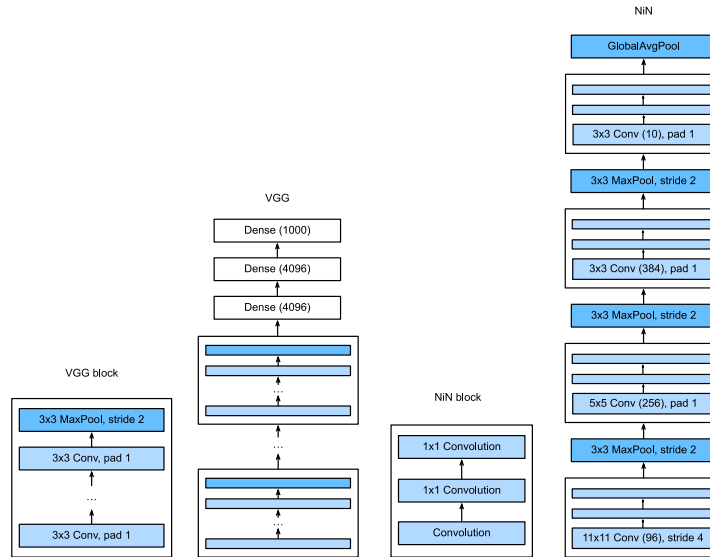 VGG block
3x3 MaxPool, stride 2
3x3 Conv, pad 1
...
3x3 Conv, pad 1
VGG
Dense (1000)
Dense (4096)
Dense (4096)
...
...
...
NiN block
1x1 Convolution
1x1 Convolution
Convolution
NiN
GlobalAvgPool
3x3 Conv (10), pad 1
3x3 MaxPool, stride 2
3x3 Conv (384), pad 1
3x3 MaxPool, stride 2
5x5 Conv (256), pad 1
3x3 MaxPool, stride 2
11x11 Conv (96), stride 4